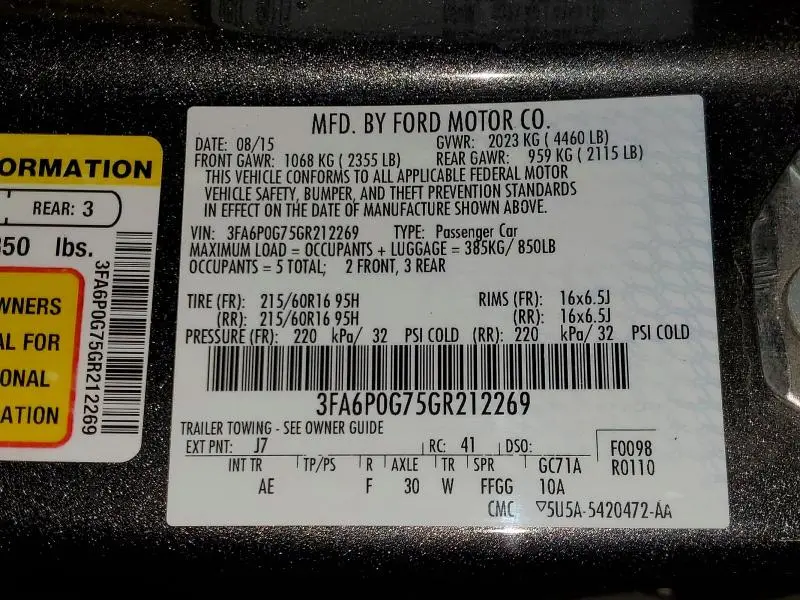 ORMATION
REAR: 3
850 lbs.
WNERS
AL FOR
ONAL
ATION
3FA6P0G75GR212269
MFD. BY FORD MOTOR CO.
DATE: 08/15 GVWR: 2023 KG ( 4460 LB)
FRONT GAWR: 1068 KG ( 2355 LB) REAR GAWR: 959 KG ( 2115 LB)
THIS VEHICLE CONFORMS TO ALL APPLICABLE FEDERAL MOTOR
VEHICLE SAFETY, BUMPER, AND THEFT PREVENTION STANDARDS
IN EFFECT ON THE DATE OF MANUFACTURE SHOWN ABOVE.
VIN: 3FA6P0G75GR212269 TYPE: Passenger Car
MAXIMUM LOAD = OCCUPANTS + LUGGAGE = 385KG/ 850LB
OCCUPANTS = 5 TOTAL; 2 FRONT, 3 REAR
TIRE (FR): 215/60R16 95H RIMS (FR): 16x6.5J
(RR): 215/60R16 95H (RR): 16x6.5J
PRESSURE (FR): 220 kPa/ 32 PSI COLD (RR): 220 kPa/ 32 PSI COLD
3FA6P0G75GR212269
TRAILER TOWING - SEE OWNER GUIDE
EXT PNT: J7 RC: 41 DSO: F0098
INT TR TP/PS R AXLE TR SPR GC71A R0110
AE F 30 W FFGG 10A
CMC ▽5U5A-5420472-AA